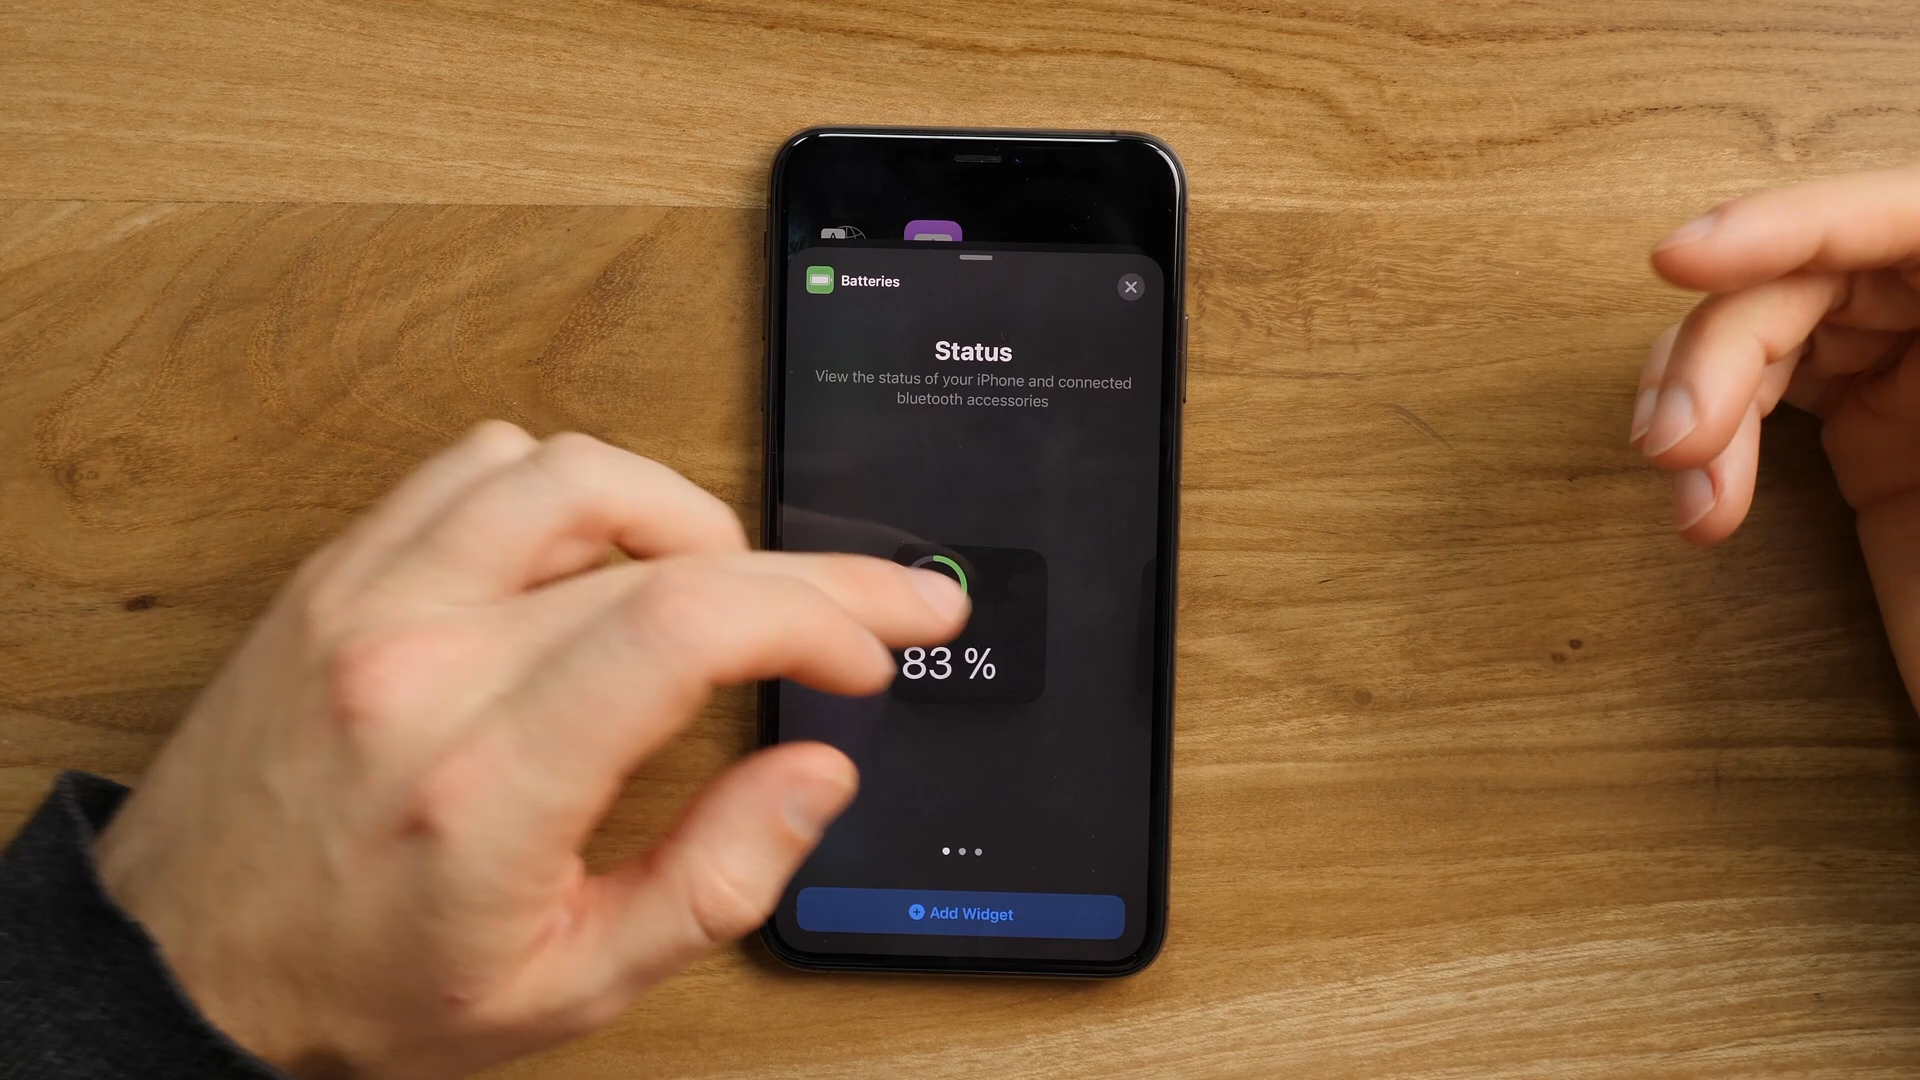 A
Batteries
Status
View the status of your iPhone and connected
bluetooth accessories
83 %
Add Widget